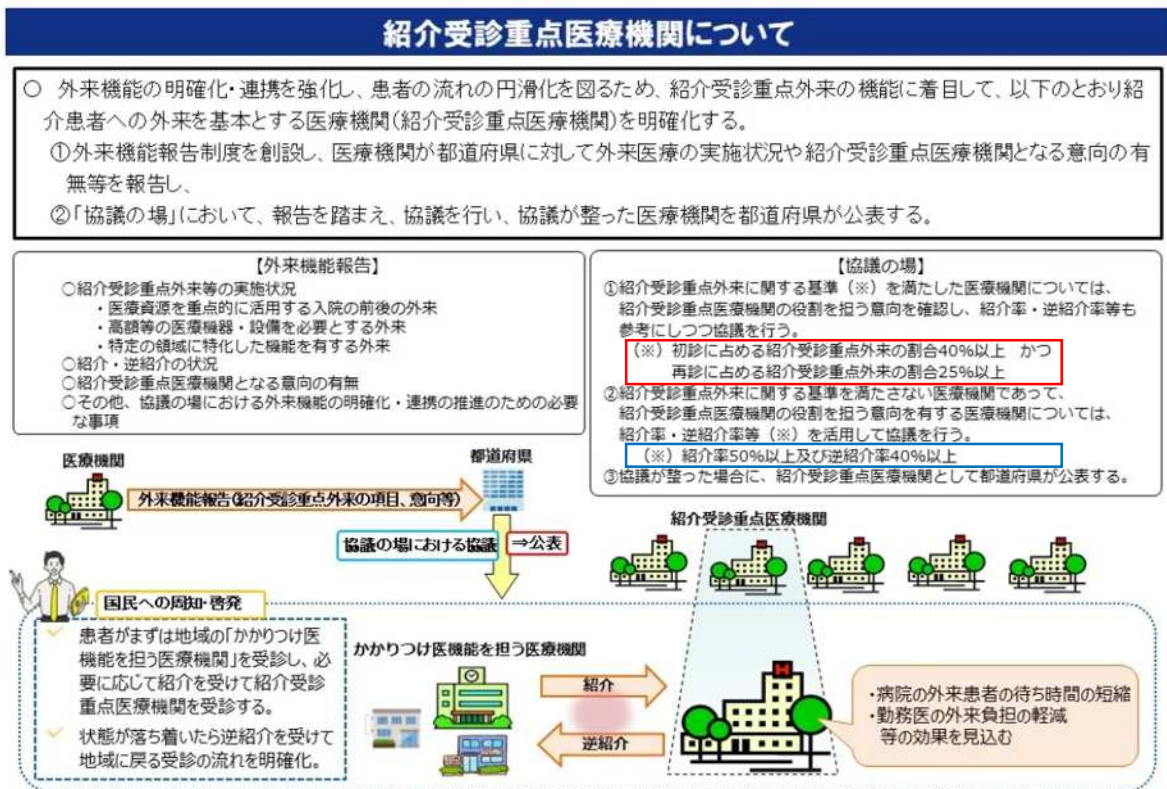 紹介受診重点医療機関について
○ 外来機能の明確化・連携を強化し、患者の流れの円滑化を図るため、紹介受診重点外来の機能に着目して、以下のとおり紹
介患者への外来を基本とする医療機関(紹介受診重点医療機関)を明確化する。
①外来機能報告制度を創設し、医療機関が都道府県に対して外来医療の実施状況や紹介受診重点医療機関となる意向の有
無等を報告し、
②「協議の場」において、報告を踏まえ、協議を行い、協議が整った医療機関を都道府県が公表する。
【外来機能報告】
○紹介受診重点外来等の実施状況
・医療資源を重点的に活用する入院の前後の外来
・高額等の医療機器・設備を必要とする外来
・特定の領域に特化した機能を有する外来
○紹介・逆紹介の状況
○紹介受診重点医療機関となる意向の有無
○その他、協議の場における外来機能の明確化・連携の推進のための必要
な事項
【協議の場】
①紹介受診重点外来に関する基準（※）を満たした医療機関については、
紹介受診重点医療機関の役割を担う意向を確認し、紹介率・逆紹介率等も
参考にしつつ協議を行う。
（※）初診に占める紹介受診重点外来の割合40%以上 かつ
再診に占める紹介受診重点外来の割合25%以上
②紹介受診重点外来に関する基準を満たさない医療機関であって、
紹介受診重点医療機関の役割を担う意向を有する医療機関については、
紹介率・逆紹介率等（※）を活用して協議を行う。
（※）紹介率50%以上及び逆紹介率40%以上
③協議が整った場合に、紹介受診重点医療機関として都道府県が公表する。
医療機関
都道府県
外来機能報告(紹介受診重点外来の項目、意向等)
協議の場における協議
⇒公表
紹介受診重点医療機関
国民への周知・啓発
患者がまずは地域の「かかりつけ医
機能を担う医療機関」を受診し、必
要に応じて紹介を受けて紹介受診
重点医療機関を受診する。
状態が落ち着いたら逆紹介を受けて
地域に戻る受診の流れを明確化。
かかりつけ医機能を担う医療機関
紹介
逆紹介
H
・病院の外来患者の待ち時間の短縮
・勤務医の外来負担の軽減
等の効果を見込む